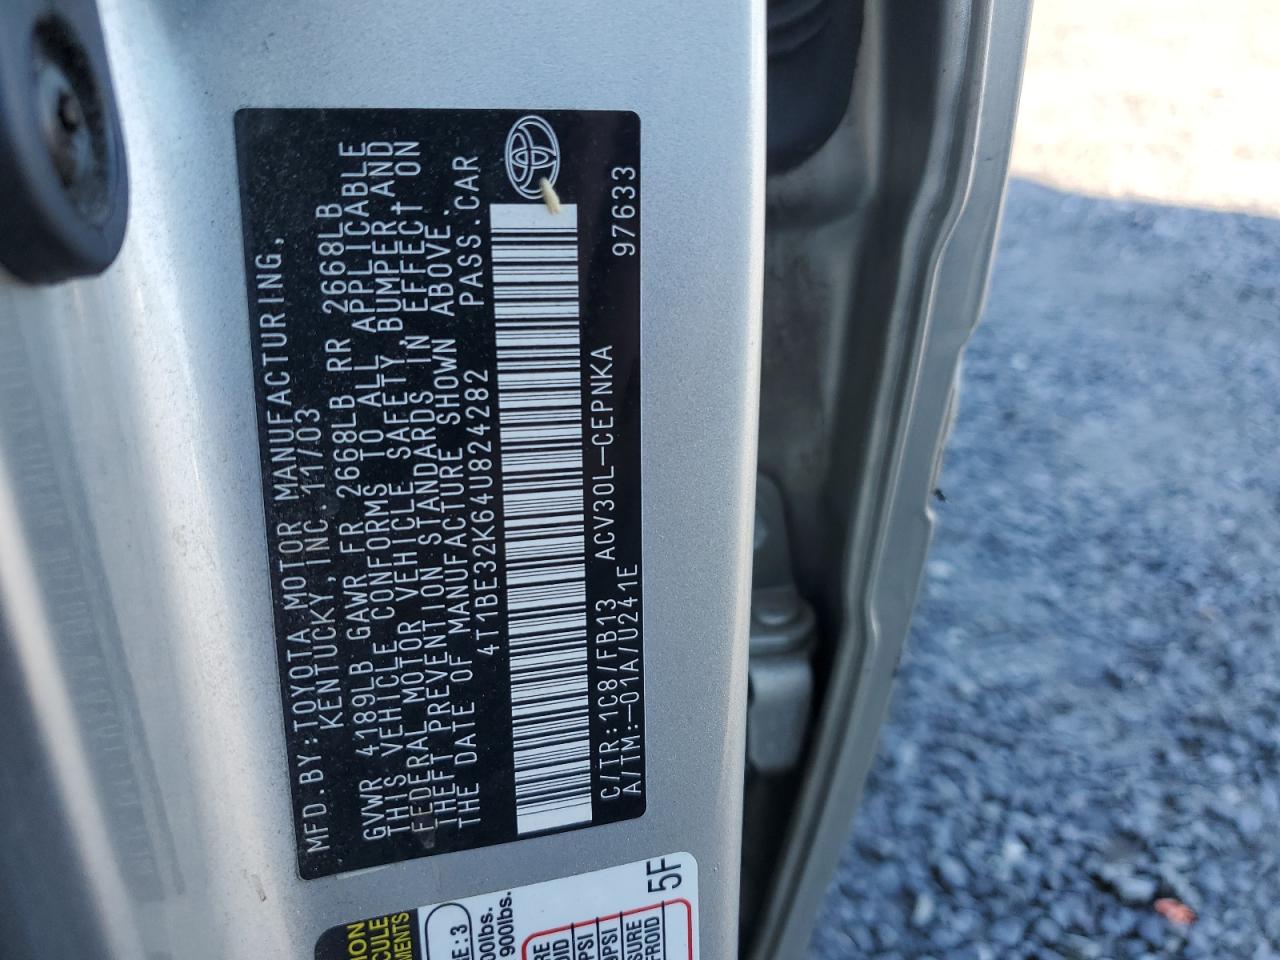 MFD.BY:TOYOTA MOTOR MANUFACTURING,
KENTUCKY, INC. 11/03
GVWR 4189LB GAWR FR 2668LB RR 2668LB
THIS VEHICLE CONFORMS TO ALL APPLICABLE
FEDERAL MOTOR VEHICLE SAFETY, BUMPER AND
THEFT PREVENTION STANDARDS IN EFFECT ON
THE DATE OF MANUFACTURE SHOWN ABOVE.
4T1BE32K64U824282 PASS.CAR
C/TR:1C8/FB13 ACV30L-CEPNKA 97633
A/TM:-01A/U241E
5F